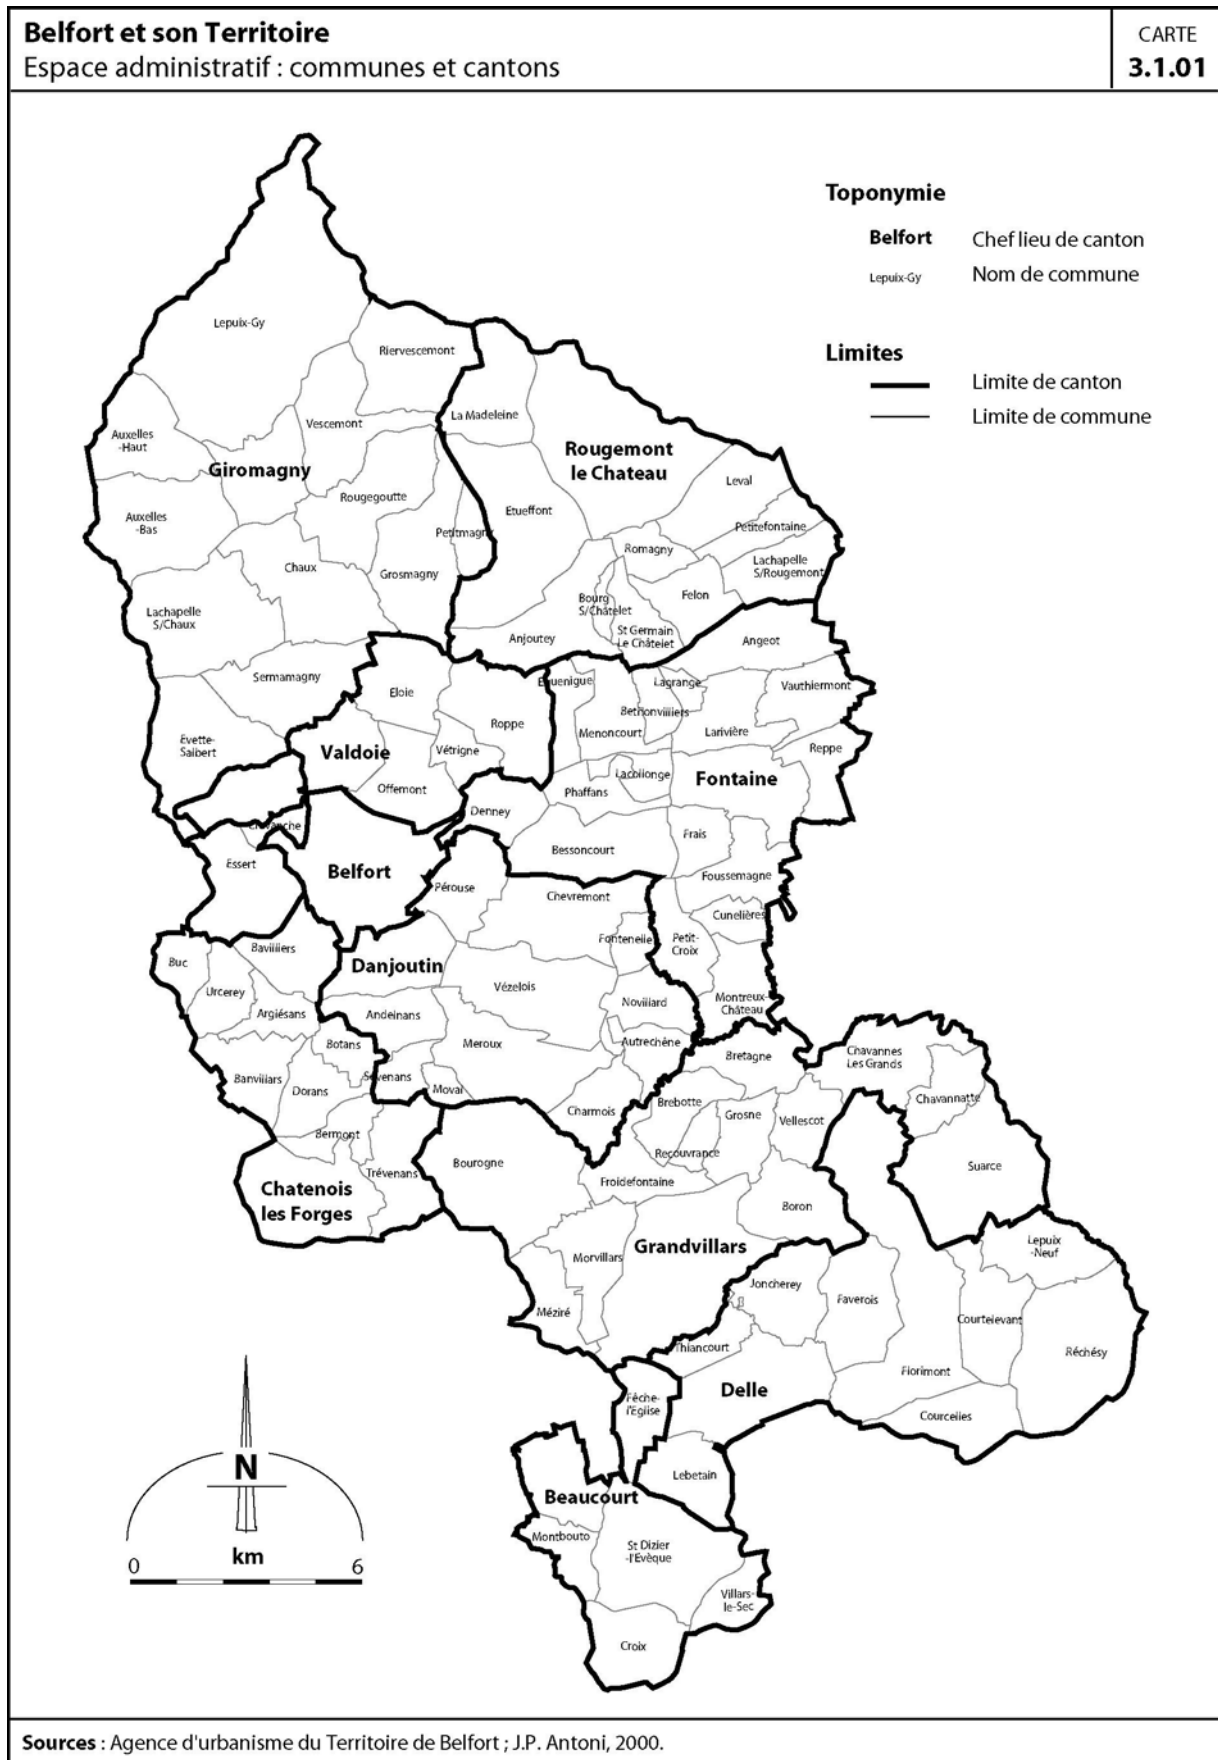 Belfort et son Territoire
Espace administratif : communes et cantons
CARTE
3.1.01
Toponymie
Belfort
Chef lieu de canton
Lepuix-Gy
Nom de commune
Limites
Limite de canton
Limite de commune
Lepuix-Gy
Riervescemont
La Madeleine
Vescemont
Auxelles
-Haut
Giromagny
Rougemont
le Chateau
Leval
Rougegoutte
Etueffont
Auxelles
-Bas
Petitmagny
Petitefontaine
Romagny
Chaux
Grosmagny
Lachapelle
S/Rougemont
Felon
Bourg
S/Châtelet
Lachapelle
S/Chaux
Anjoutey
St Germain
Le Châtelet
Angeot
Sermamagny
Eloie
Eguenigue
Lagrange
Vauthiermont
Bethonvilliers
Roppe
Menoncourt
Larivière
Evette-
Salbert
Valdoie
Vétrigne
Reppe
Lacollonge
Fontaine
Offemont
Phaffans
Denney
Cravanche
Frais
Essert
Belfort
Bessoncourt
Foussemagne
Pérouse
Chevremont
Cunelières
Bavilliers
Fontenelle
Petit-
Croix
Buc
Danjoutin
Urcerey
Vézelois
Novillard
Montreux-
Château
Argiésans
Andelnans
Botans
Meroux
Autrechêne
Bretagne
Chavannes
Les Grands
Banvillars
Dorans
Sévenans
Moval
Charmois
Brebotte
Grosne
Vellescot
Chavannatte
Bermont
Bourogne
Recouvrance
Suarce
Trévenans
Froidefontaine
Chatenois
les Forges
Boron
Grandvillars
Lepuix
-Neuf
Morvillars
Joncherey
Faverois
Méziré
Courtelevant
Thiancourt
Réchésy
Florimont
Delle
Fêche-
l'Eglise
Courcelles
Lebetain
Beaucourt
Montbouto
St Dizier
-l'Evèque
Villars-
le-Sec
Croix
N
km
0
6
Sources : Agence d'urbanisme du Territoire de Belfort ; J.P. Antoni, 2000.